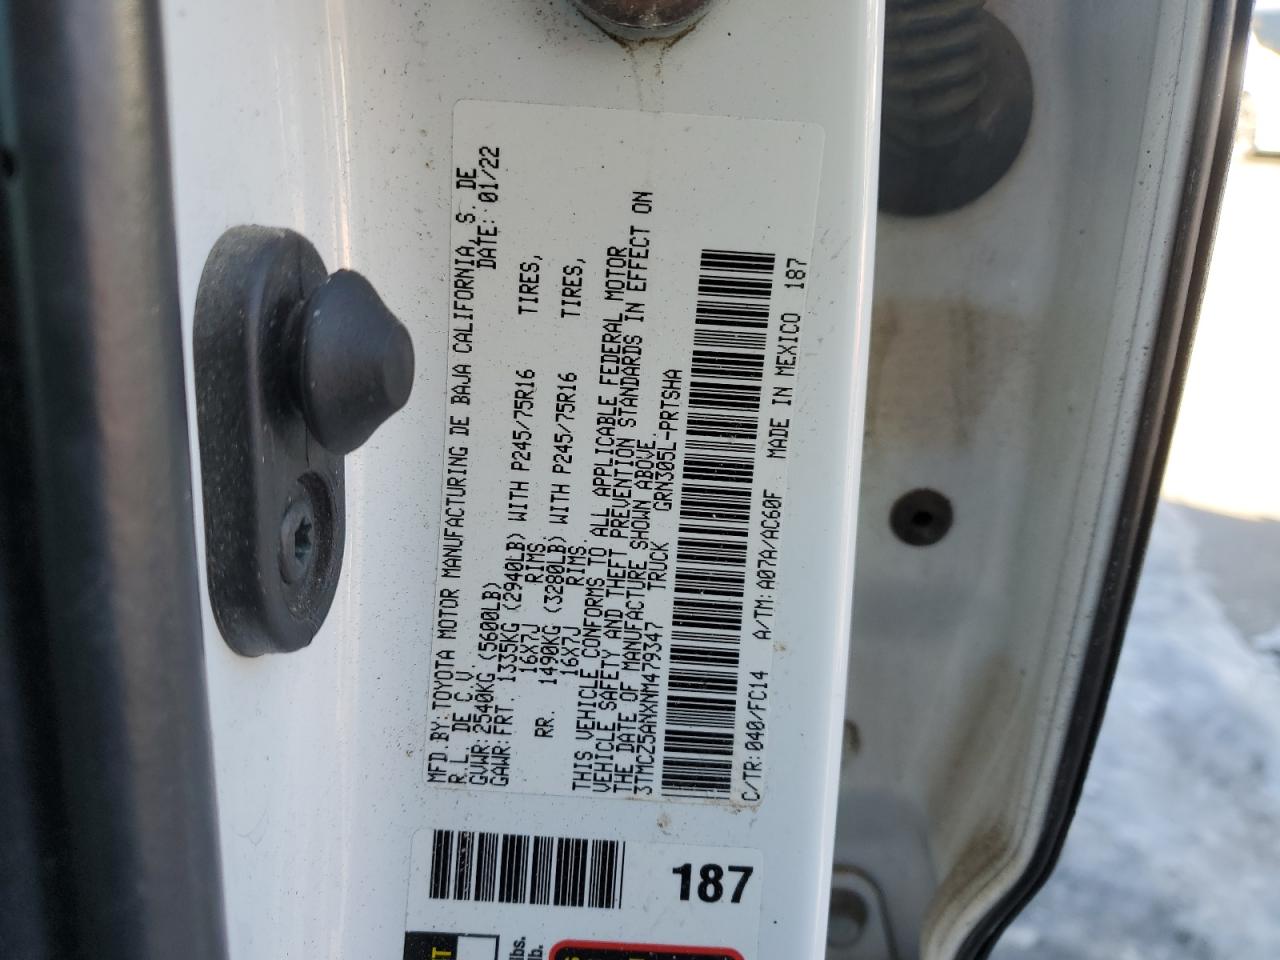 MFD.BY:TOYOTA MOTOR MANUFACTURING DE BAJA CALIFORNIA, S. DE
R.L. DE C.V. DATE: 01/22
GVWR:2540KG (5600LB)
GAWR:FRT 1335KG (2940LB) WITH P245/75R16 TIRES,
16X7J RIMS
RR. 1490KG (3280LB) WITH P245/75R16 TIRES,
16X7J RIMS.
THIS VEHICLE CONFORMS TO ALL APPLICABLE FEDERAL MOTOR
VEHICLE SAFETY AND THEFT PREVENTION STANDARDS IN EFFECT ON
THE DATE OF MANUFACTURE SHOWN ABOVE.
3TMCZ5ANXNM479347 TRUCK GRN305L-PRTSHA
C/TR:040/FC14 A/TM:A07A/AC60F MADE IN MEXICO 187
187
lbs.
lb.